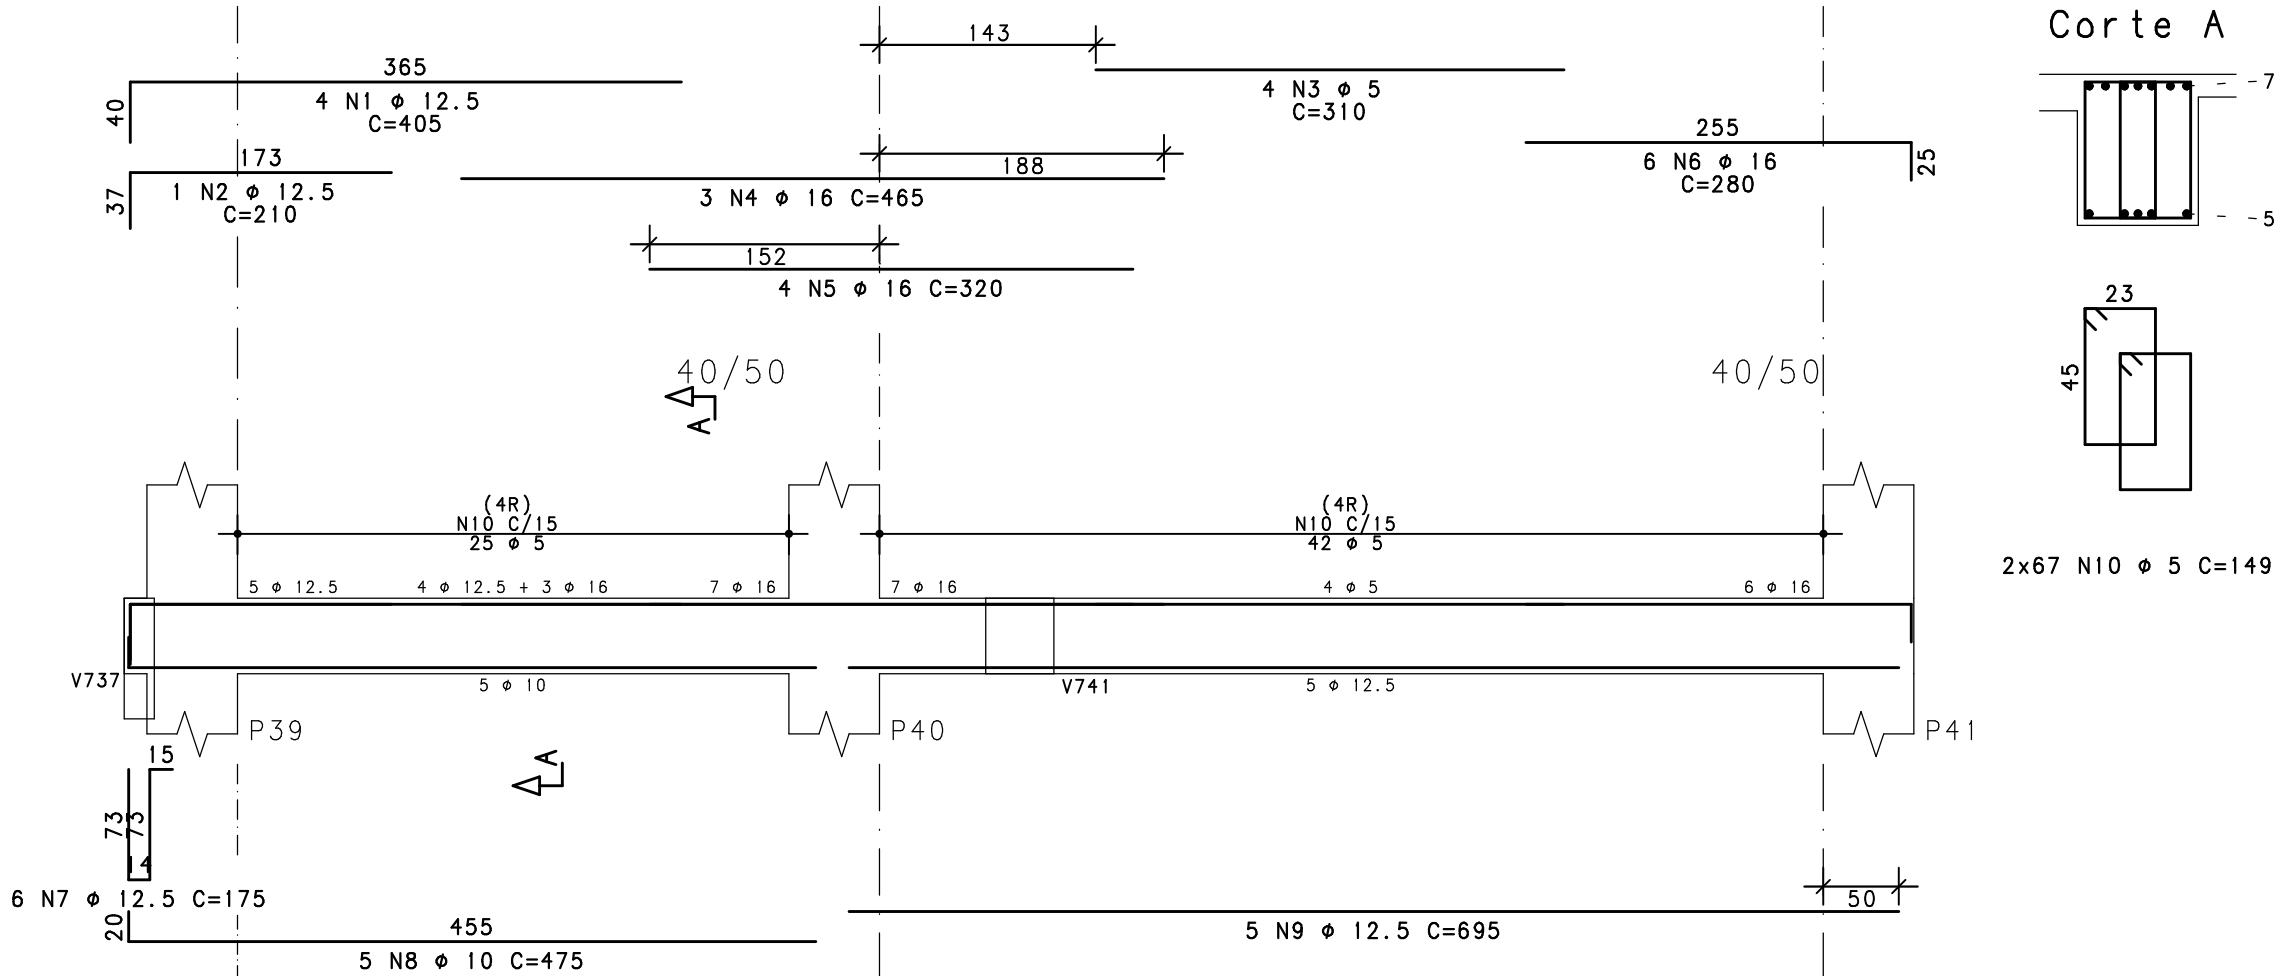 Corte A
143
365
4 N1 ϕ 12.5
C=405
40
4 N3 ϕ 5
C=310
-7
173
1 N2 ϕ 12.5
C=210
37
188
3 N4 ϕ 16 C=465
255
6 N6 ϕ 16
C=280
25
-5
152
4 N5 ϕ 16 C=320
23
45
40/50
A
40/50
(4R)
N10 C/15
25 ϕ 5
(4R)
N10 C/15
42 ϕ 5
2x67 N10 ϕ 5 C=149
5 ϕ 12.5
4 ϕ 12.5 + 3 ϕ 16
7 ϕ 16
7 ϕ 16
4 ϕ 5
6 ϕ 16
V737
5 ϕ 10
V741
5 ϕ 12.5
P39
P40
P41
15
A
73
73
14
6 N7 ϕ 12.5 C=175
50
20
455
5 N8 ϕ 10 C=475
5 N9 ϕ 12.5 C=695